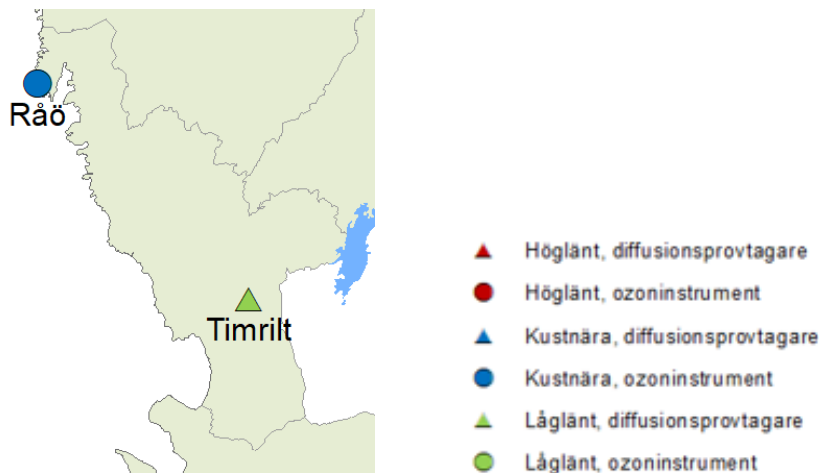 Råö
Timrilt
Höglänt, diffusionsprovtagare
Höglänt, ozoninstrument
Kustnära, diffusionsprovtagare
Kustnära, ozoninstrument
Låglänt, diffusionsprovtagare
Låglänt, ozoninstrument